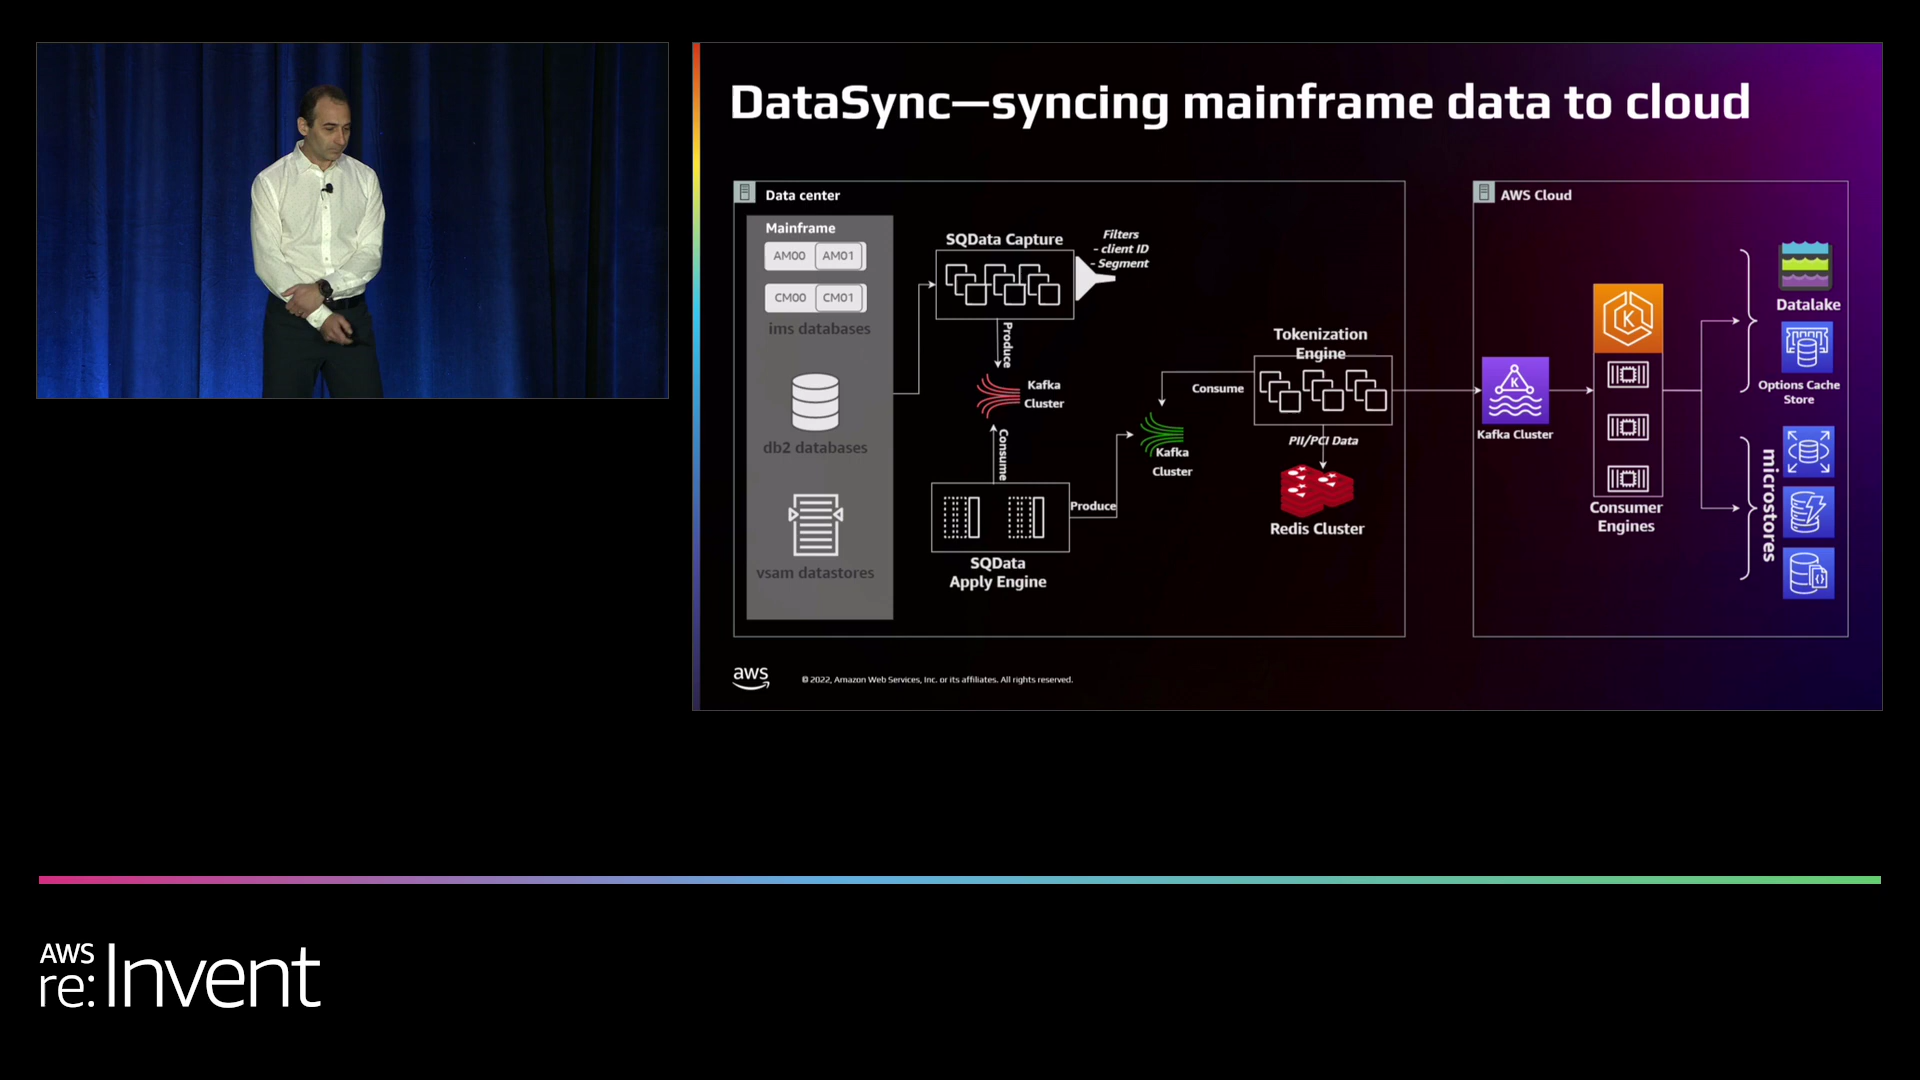 DataSync—syncing mainframe data to cloud
Data center
Mainframe
AM00 AM01
CM00 CM01
ims databases
db2 databases
vsam datastores
SQData Capture
Filters
- client ID
- Segment
Produce
Kafka
Cluster
Consume
SQData
Apply Engine
Produce
Kafka
Cluster
Consume
Tokenization
Engine
PII/PCI Data
Redis Cluster
AWS Cloud
K
Kafka Cluster
K
Consumer
Engines
Datalake
Options Cache
Store
microstores
{}
aws
© 2022, Amazon Web Services, Inc. or its affiliates. All rights reserved.
AWS
re:Invent